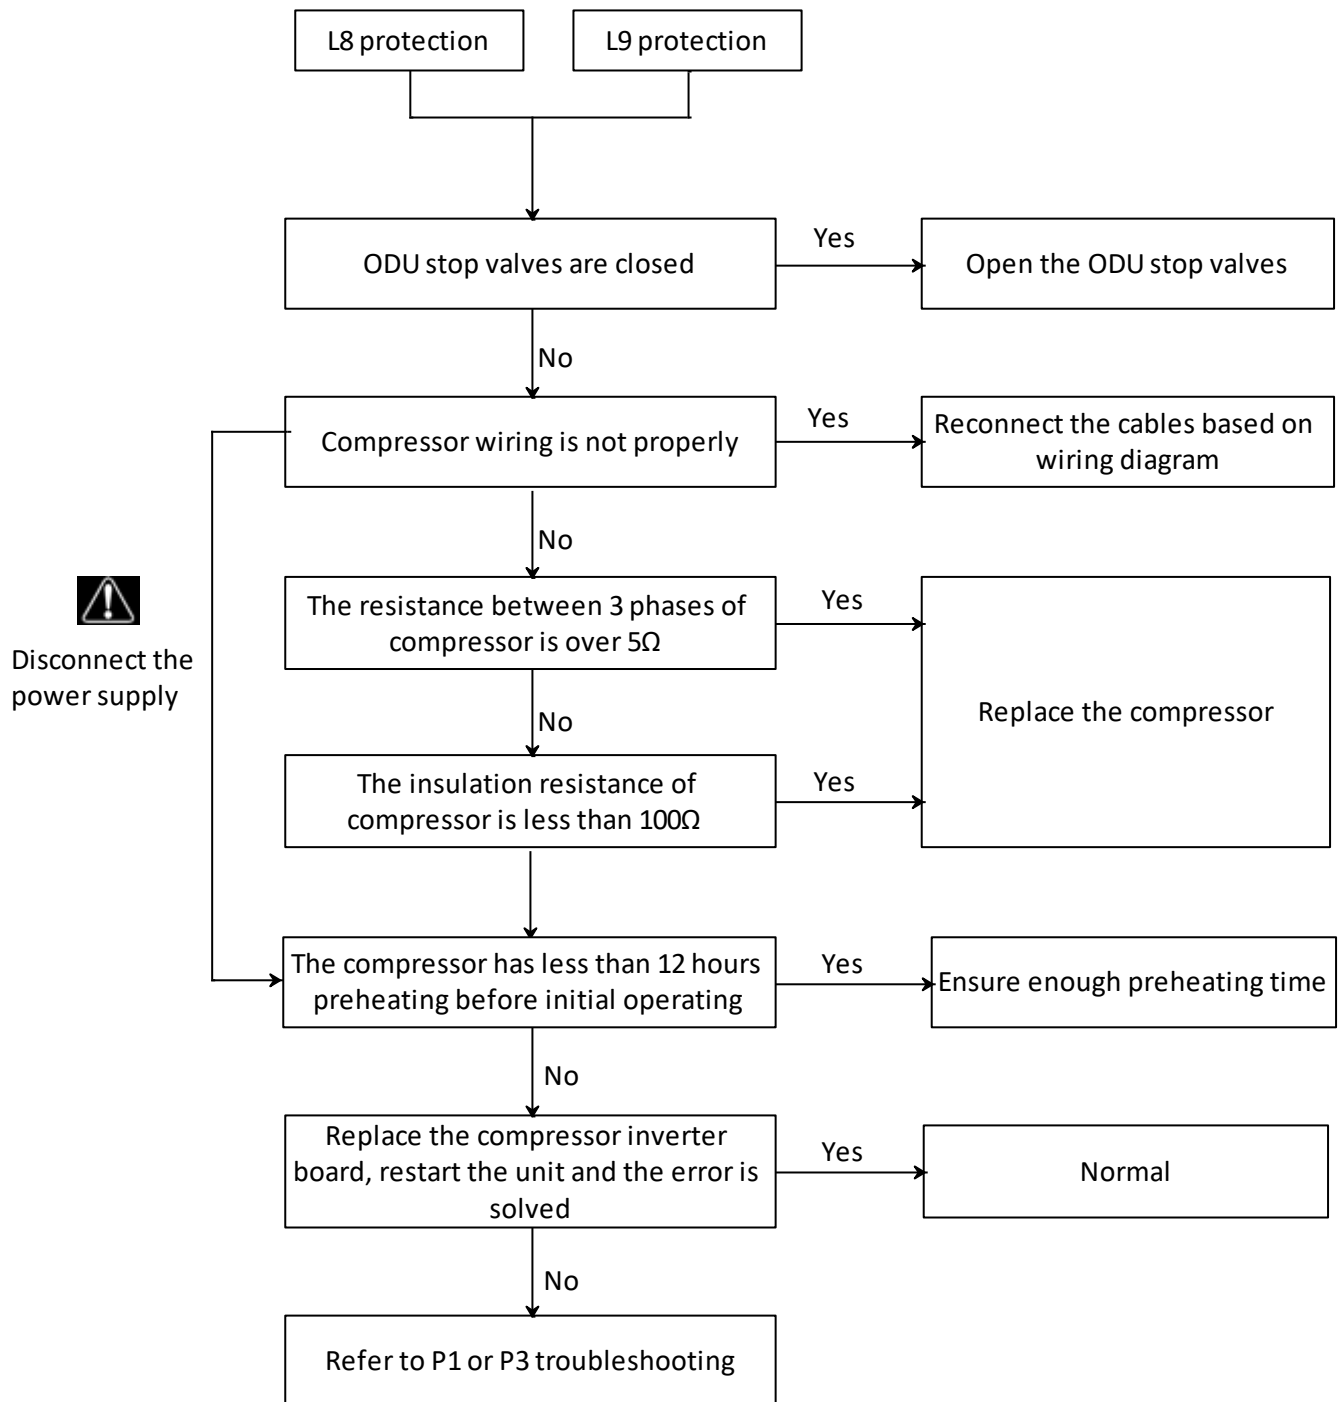 L8 protection
L9 protection
ODU stop valves are closed
Yes
Open the ODU stop valves
No
Compressor wiring is not properly
Yes
Reconnect the cables based on
wiring diagram
No
Disconnect the
power supply
The resistance between 3 phases of
compressor is over 5Ω
Yes
Replace the compressor
No
The insulation resistance of
compressor is less than 100Ω
Yes
The compressor has less than 12 hours
preheating before initial operating
Yes
Ensure enough preheating time
No
Replace the compressor inverter
board, restart the unit and the error is
solved
Yes
Normal
No
Refer to P1 or P3 troubleshooting